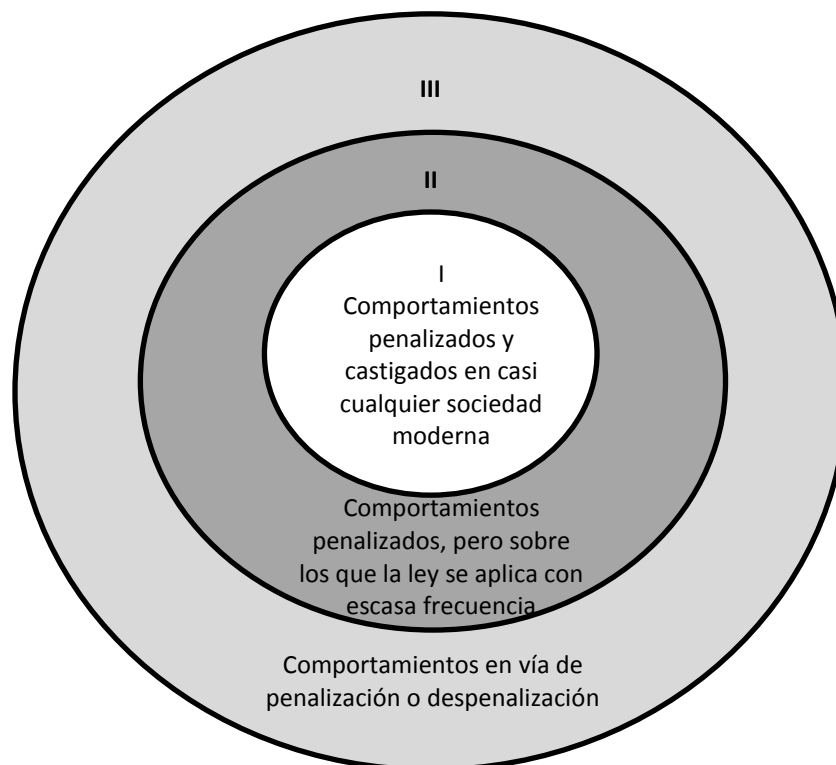 III
II
I
Comportamientos
penalizados y
castigados en casi
cualquier sociedad
moderna
Comportamientos
penalizados, pero sobre
los que la ley se aplica con
escasa frecuencia
Comportamientos en vía de
penalización o despenalización